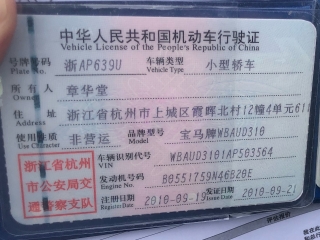 中华人民共和国机动车行驶证
Vehicle License of the People's Republic of China
号牌号码 浙AP639U 车辆类型 小型轿车
Plate No. Vehicle Type
所有人 章华堂
Owner
住址 浙江省杭州市上城区霞晖北村12幢4单元611
Address
使用性质 非营运 品牌型号 宝马牌WBAUD310
Use Character Model
浙江省杭州市公安局交通警察支队
车辆识别代号 WBAUD3101AP503564
VIN
发动机号码 B0551759N46B20E
Engine No.
注册日期 2010-09-19 发证日期 2010-09-21
Register Date Issue Date